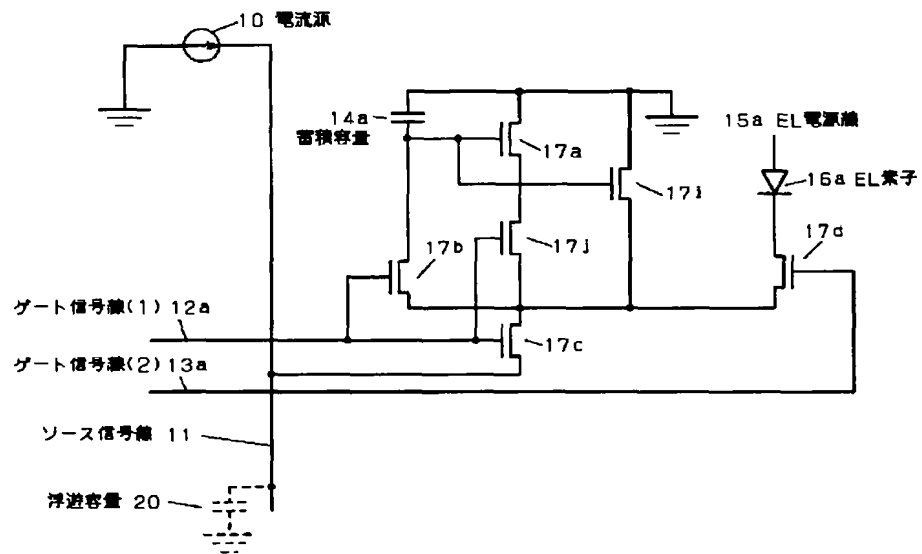 10 電流源
14a
蓄積容量
17a
17i
15a EL電源線
16a EL素子
17d
17b
17j
ゲート信号線(1) 12a
17c
ゲート信号線(2) 13a
ソース信号線 11
浮遊容量 20